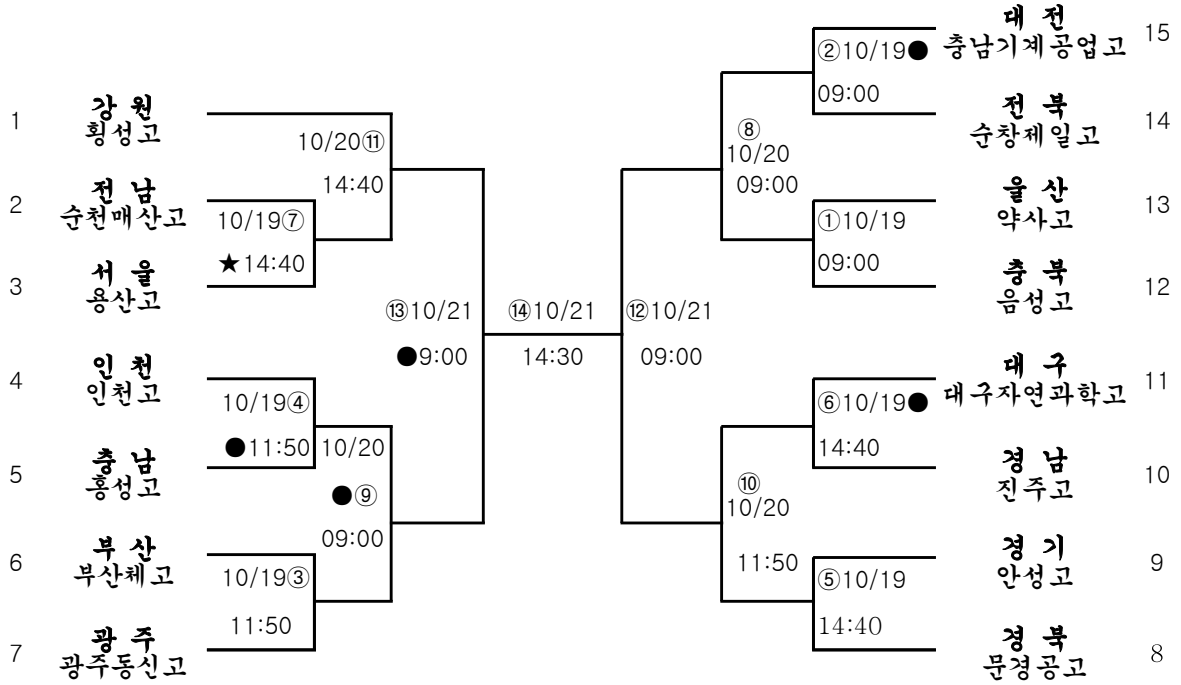 1
강 원
횡성고
2
전 남
순천매산고
3
서 울
용산고
4
인 천
인천고
5
충 남
홍성고
6
부 산
부산체고
7
광 주
광주동신고
10/20⑪
14:40
10/19⑦
★14:40
10/19④
●11:50
10/20
●⑨
09:00
10/19③
11:50
⑬10/21
●9:00
⑭10/21
14:30
⑫10/21
09:00
⑧
10/20
09:00
⑩
10/20
11:50
②10/19●
09:00
①10/19
09:00
⑥10/19●
14:40
⑤10/19
14:40
대 전
충남기계공업고
15
전 북
순창제일고
14
울 산
약사고
13
충 북
음성고
12
대 구
대구자연과학고
11
경 남
진주고
10
경 기
안성고
9
경 북
문경공고
8